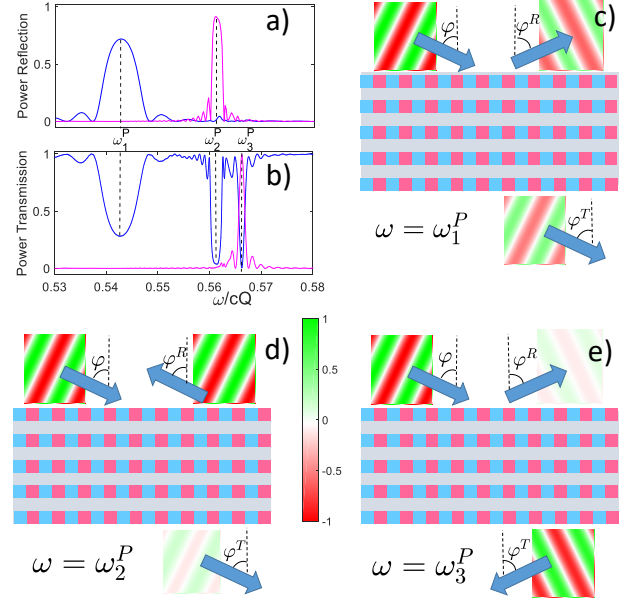 a)
Power Reflection
1
0.5
0
ω₁ᴾ
ω₂ᴾ
ω₃ᴾ
b)
Power Transmission
1
0.5
0
0.53
0.54
0.55
0.56
0.57
0.58
ω/cQ
c)
φ
φᴿ
φᵀ
ω = ω₁ᴾ
d)
φ
φᴿ
φᵀ
ω = ω₂ᴾ
1
0.5
0
-0.5
-1
e)
φ
φᴿ
φᵀ
ω = ω₃ᴾ